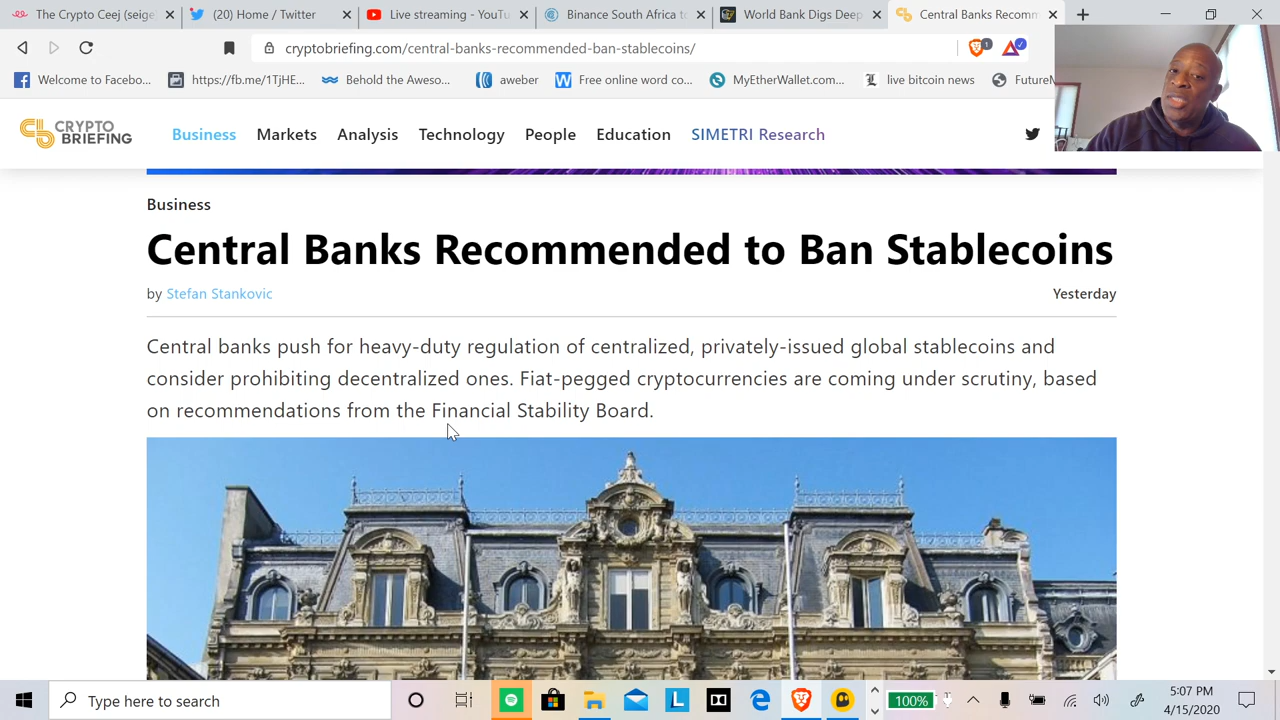 The Crypto Ceej (seige
(20) Home / Twitter
Live streaming - YouTu
Binance South Africa to
World Bank Digs Deep
Central Banks Recomm
cryptobriefing.com/central-banks-recommended-ban-stablecoins/
1
Welcome to Facebo...
https://fb.me/1TjHE...
Behold the Aweso...
aweber
Free online word co...
MyEtherWallet.com...
live bitcoin news
FutureN
CRYPTO
BRIEFING
Business
Markets
Analysis
Technology
People
Education
SIMETRI Research
Business
Central Banks Recommended to Ban Stablecoins
by Stefan Stankovic
Yesterday
Central banks push for heavy-duty regulation of centralized, privately-issued global stablecoins and
consider prohibiting decentralized ones. Fiat-pegged cryptocurrencies are coming under scrutiny, based
on recommendations from the Financial Stability Board.
Type here to search
100%
5:07 PM
4/15/2020